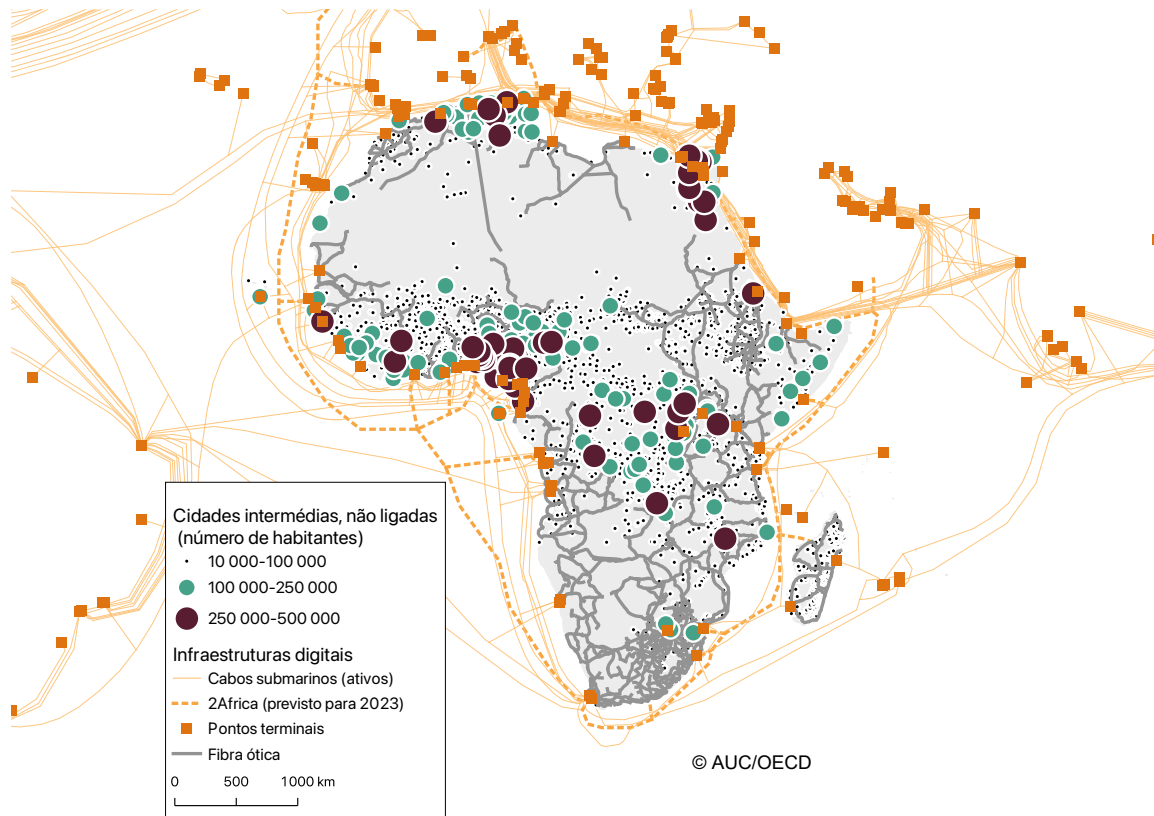 Cidades intermédias, não ligadas
(número de habitantes)
10 000-100 000
100 000-250 000
250 000-500 000
Infraestruturas digitais
Cabos submarinos (ativos)
2Africa (previsto para 2023)
Pontos terminais
Fibra ótica
0 500 1000 km
© AUC/OECD